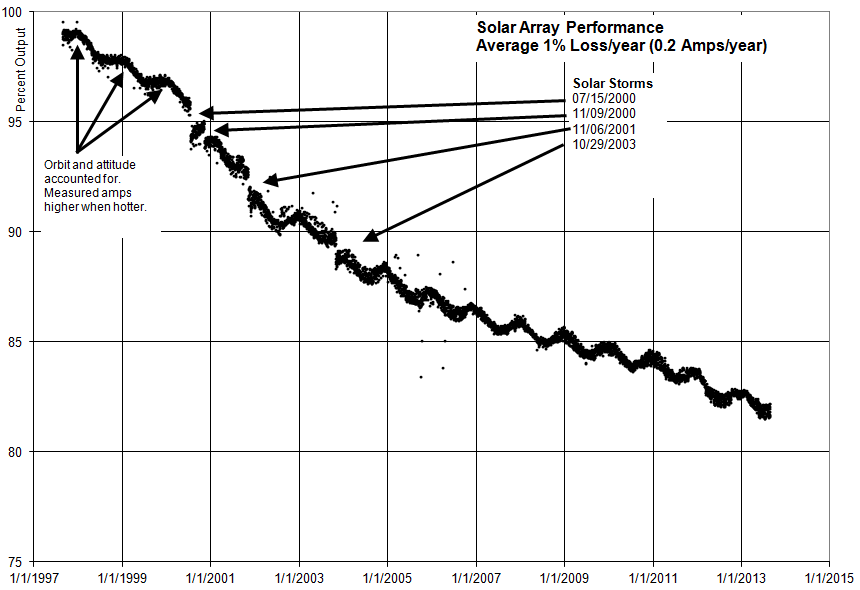 Solar Array Performance
Average 1% Loss/year (0.2 Amps/year)
Solar Storms
07/15/2000
11/09/2000
11/06/2001
10/29/2003
Orbit and attitude
accounted for.
Measured amps
higher when hotter.
Percent Output
100
95
90
85
80
75
1/1/1997 1/1/1999 1/1/2001 1/1/2003 1/1/2005 1/1/2007 1/1/2009 1/1/2011 1/1/2013 1/1/2015